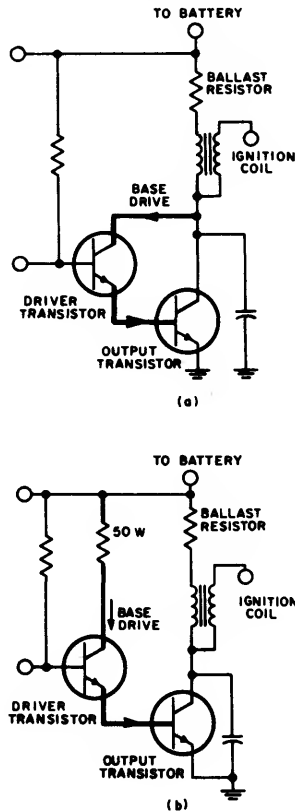 TO BATTERY
BALLAST
RESISTOR
IGNITION
COIL
BASE
DRIVE
DRIVER
TRANSISTOR
OUTPUT
TRANSISTOR
(a)
TO BATTERY
BALLAST
RESISTOR
50 W
IGNITION
COIL
BASE
DRIVE
DRIVER
TRANSISTOR
OUTPUT
TRANSISTOR
(b)